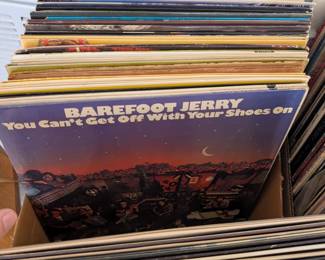 BAREFOOT JERRY
You Can't Get Off With Your Shoes On